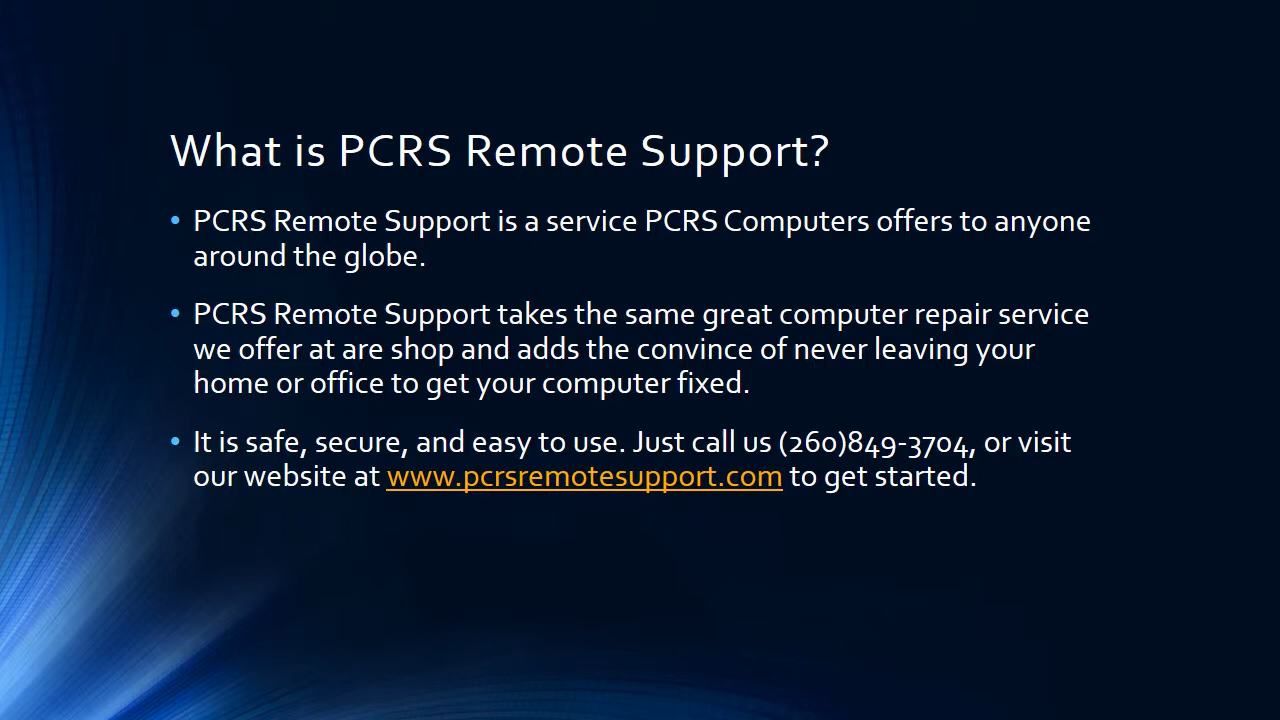 What is PCRS Remote Support?
• PCRS Remote Support is a service PCRS Computers offers to anyone
around the globe.
• PCRS Remote Support takes the same great computer repair service
we offer at are shop and adds the convince of never leaving your
home or office to get your computer fixed.
• It is safe, secure, and easy to use. Just call us (260)849-3704, or visit
our website at www.pcrsremotesupport.com to get started.